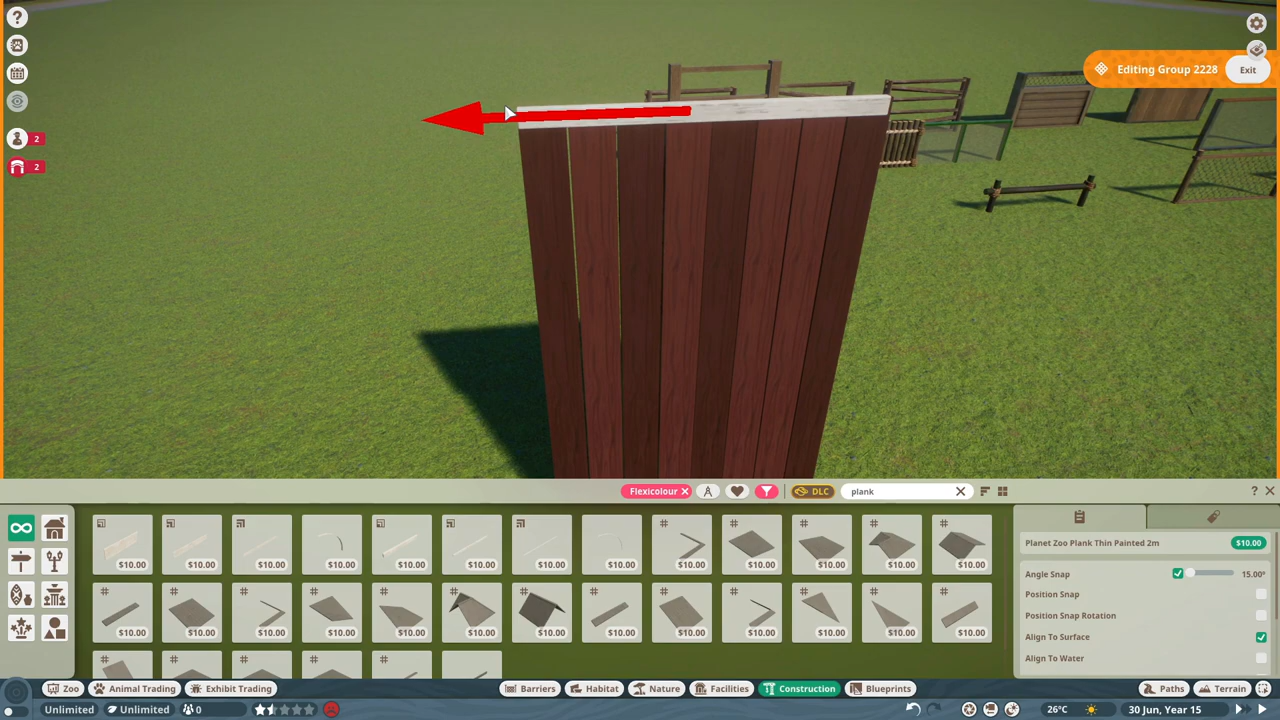 ?
Editing Group 2228
Exit
2
2
Flexicolour ×
DLC
plank
?
$10.00 $10.00 $10.00 $10.00 $10.00 $10.00 $10.00 $10.00 $10.00 $10.00 $10.00 $10.00 $10.00
$10.00 $10.00 $10.00 $10.00 $10.00 $10.00 $10.00 $10.00 $10.00 $10.00 $10.00 $10.00 $10.00
Planet Zoo Plank Thin Painted 2m $10.00
Angle Snap 15.00°
Position Snap
Position Snap Rotation
Align To Surface
Align To Water
Zoo Animal Trading Exhibit Trading Barriers Habitat Nature Facilities Construction Blueprints Paths Terrain
Unlimited Unlimited 0 26°C 30 Jun, Year 15